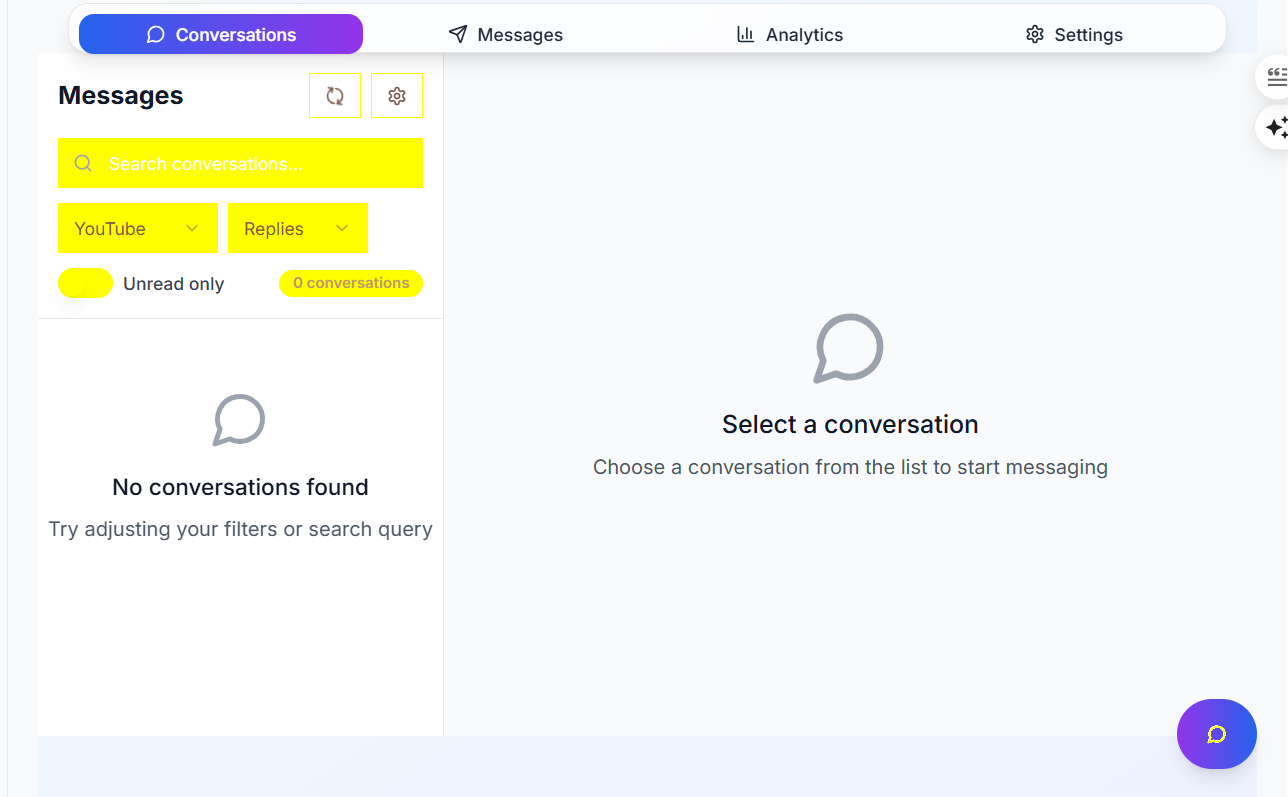 Conversations
Messages
Analytics
Settings
Messages
Search conversations...
YouTube
Replies
Unread only
0 conversations
No conversations found
Try adjusting your filters or search query
Select a conversation
Choose a conversation from the list to start messaging